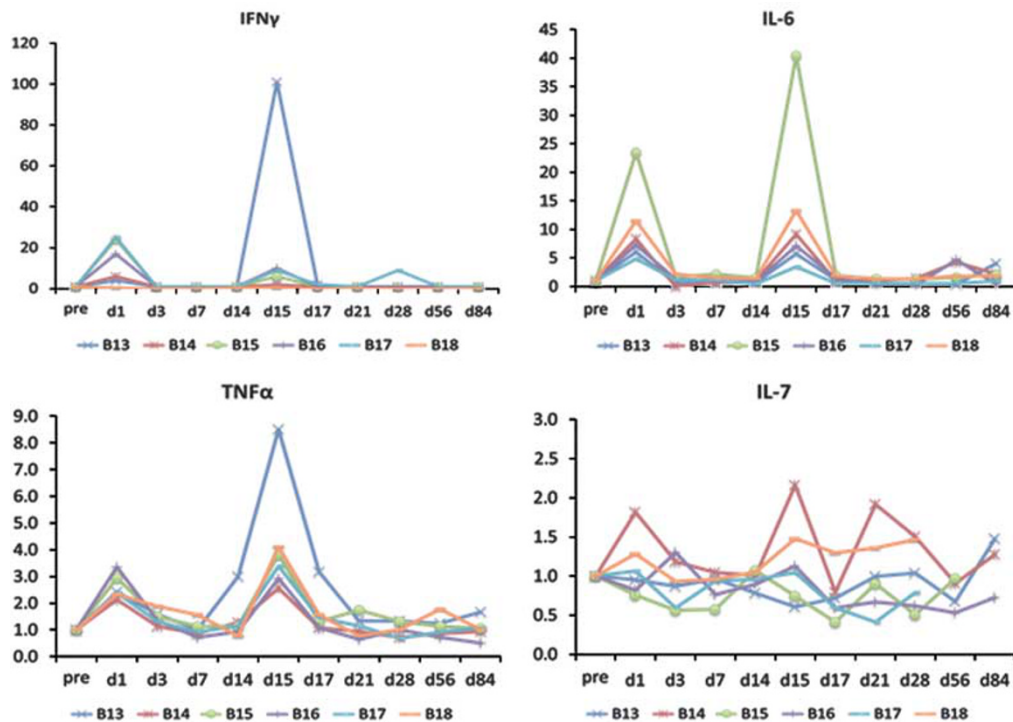 IFNγ
120
100
80
60
40
20
0
pre d1 d3 d7 d14 d15 d17 d21 d28 d56 d84
B13 B14 B15 B16 B17 B18
IL-6
45
40
35
30
25
20
15
10
5
0
pre d1 d3 d7 d14 d15 d17 d21 d28 d56 d84
B13 B14 B15 B16 B17 B18
TNFα
9.0
8.0
7.0
6.0
5.0
4.0
3.0
2.0
1.0
0.0
pre d1 d3 d7 d14 d15 d17 d21 d28 d56 d84
B13 B14 B15 B16 B17 B18
IL-7
3.0
2.5
2.0
1.5
1.0
0.5
0.0
pre d1 d3 d7 d14 d15 d17 d21 d28 d56 d84
B13 B14 B15 B16 B17 B18